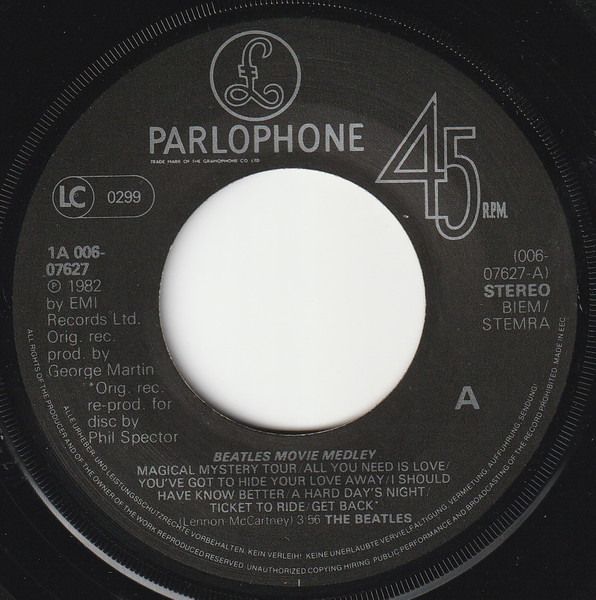 £
PARLOPHONE
TRADE MARK OF THE GRAMOPHONE CO LTD
45 R.P.M.
LC 0299
1A 006-
07627
Ⓟ 1982
by EMI
Records Ltd.
Orig. rec.
prod. by
George Martin
*Orig. rec.
re-prod. for
disc by
Phil Spector
(006-
07627-A)
STEREO
BIEM/
STEMRA
A
BEATLES MOVIE MEDLEY
MAGICAL MYSTERY TOUR/ALL YOU NEED IS LOVE/
YOU'VE GOT TO HIDE YOUR LOVE AWAY/I SHOULD
HAVE KNOW BETTER/A HARD DAY'S NIGHT/
TICKET TO RIDE/GET BACK*
(Lennon-McCartney) 3:56 THE BEATLES
ALLE URHEBER- UND LEISTUNGSSCHUTZRECHTE VORBEHALTEN. KEIN VERLEIH! KEINE UNERLAUBTE VERVIELFÄLTIGUNG, VERMIETUNG, AUFFÜHRUNG, SENDUNG!
ALL RIGHTS OF THE PRODUCER AND OF THE OWNER OF THE WORK REPRODUCED RESERVED. UNAUTHORIZED COPYING HIRING PUBLIC PERFORMANCE AND BROADCASTING OF THE RECORD PROHIBITED. MADE IN EEC